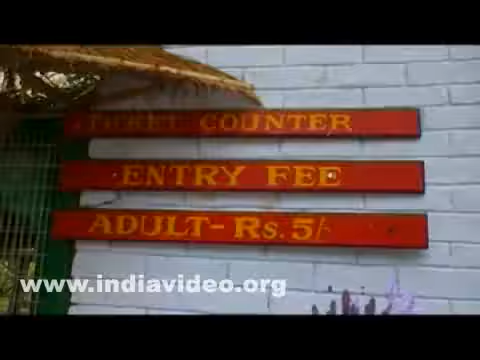 TICKET COUNTER
ENTRY FEE
ADULT- Rs. 5/-
www.indiavideo.org